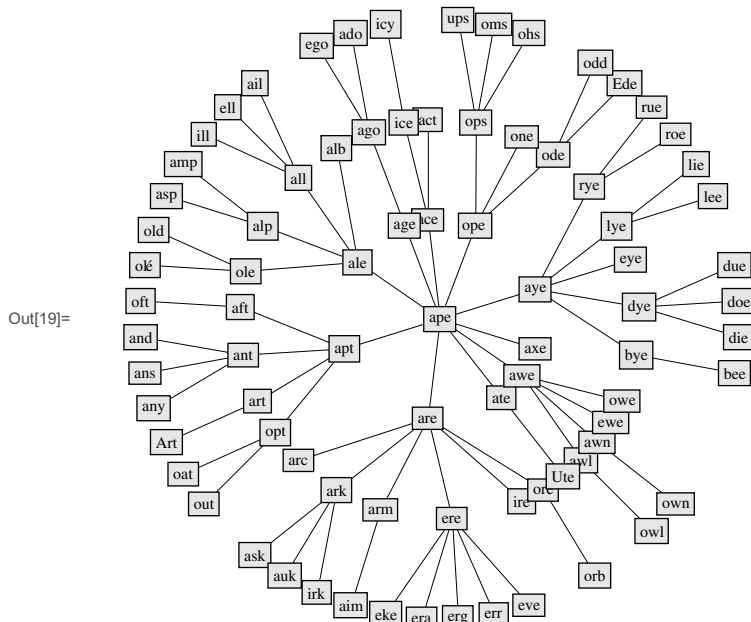 ups
oms
ohs
ado
icy
ego
odd
Ede
ail
rue
ell
ill
ago
ice
act
ops
one
roe
alb
ode
lie
amp
all
rye
lee
asp
alp
age
ace
ope
lye
old
ale
eye
olé
ole
aye
due
oft
aft
dye
doe
Out[19]=
ape
die
and
apt
axe
bye
bee
ans
ant
awe
any
art
ate
owe
Art
opt
are
ewe
awn
oat
arc
awl
out
ark
Ute
ore
ire
own
arm
ere
owl
ask
auk
irk
aim
eke
era
erg
err
eve
orb